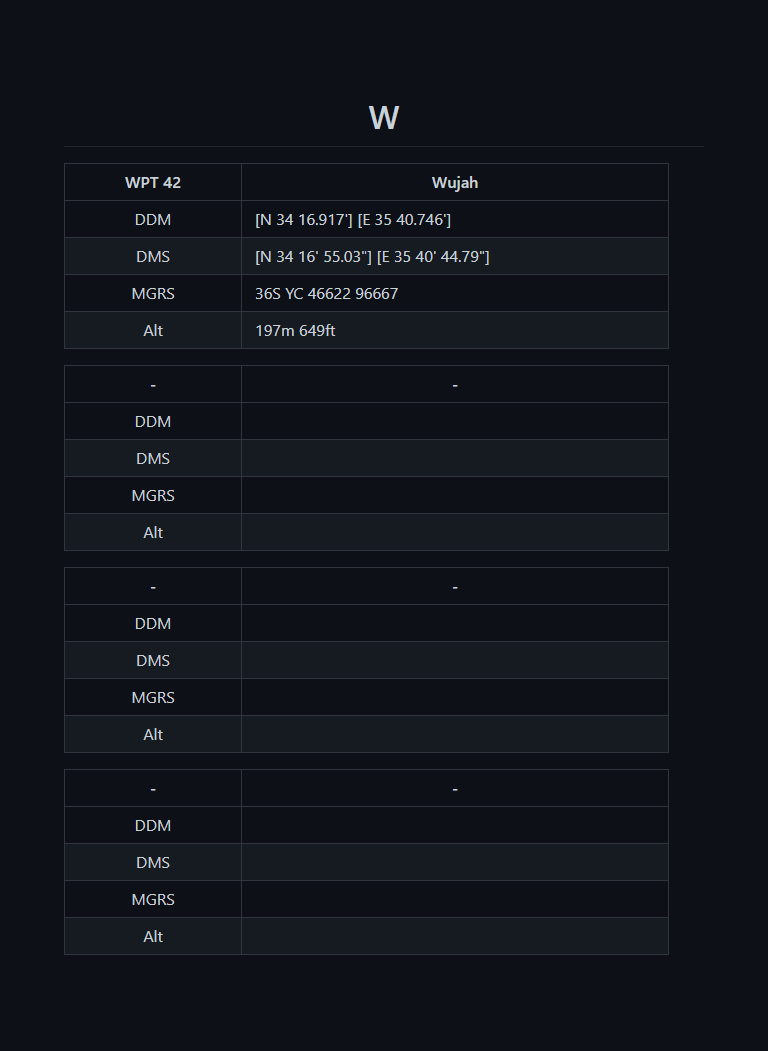 W
WPT 42 Wujah
DDM [N 34 16.917'] [E 35 40.746']
DMS [N 34 16' 55.03"] [E 35 40' 44.79"]
MGRS 36S YC 46622 96667
Alt 197m 649ft
- -
DDM
DMS
MGRS
Alt
- -
DDM
DMS
MGRS
Alt
- -
DDM
DMS
MGRS
Alt